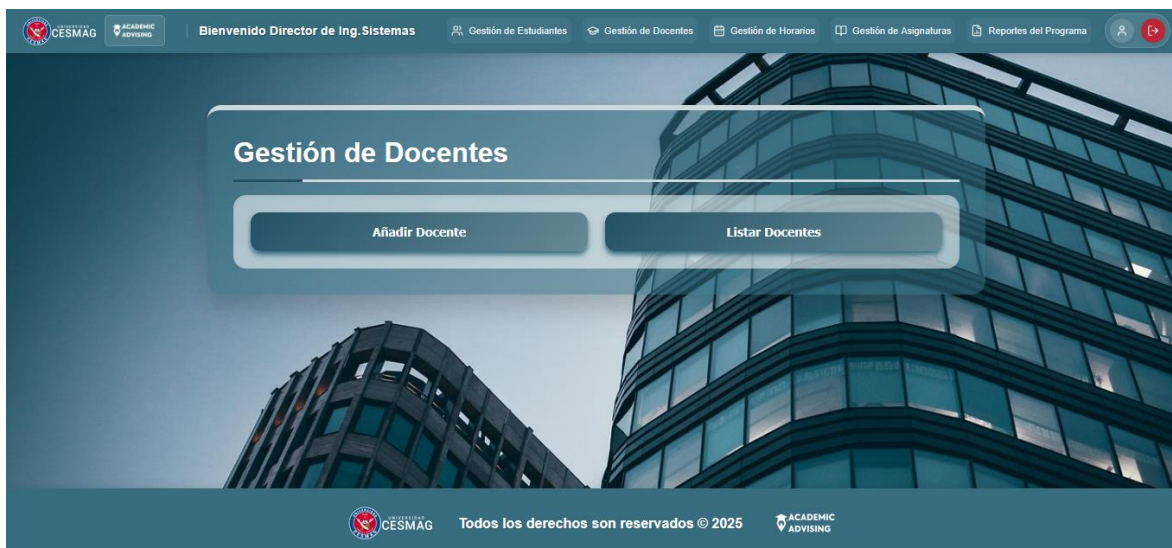 UNIVERSIDAD
CESMAG
ACADEMIC
ADVISING
Bienvenido Director de Ing.Sistemas
Gestión de Estudiantes
Gestión de Docentes
Gestión de Horarios
Gestión de Asignaturas
Reportes del Programa
Gestión de Docentes
Añadir Docente
Listar Docentes
UNIVERSIDAD
CESMAG
Todos los derechos son reservados © 2025
ACADEMIC
ADVISING